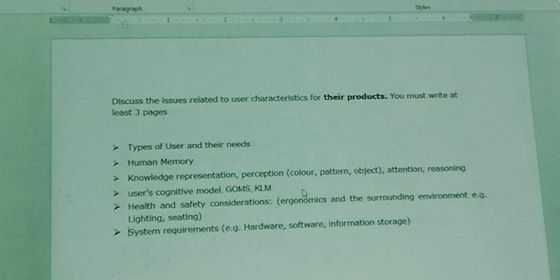 Paragraph
Styles
Discuss the issues related to user characteristics for their products. You must write at
least 3 pages
➢ Types of User and their needs
➢ Human Memory
➢ Knowledge representation, perception (colour, pattern, object), attention, reasoning
➢ user's cognitive model, GOMS, KLM
➢ Health and safety considerations: (ergonomics and the surrounding environment e.g.
Lighting, seating)
➢ System requirements (e.g. Hardware, software, information storage)